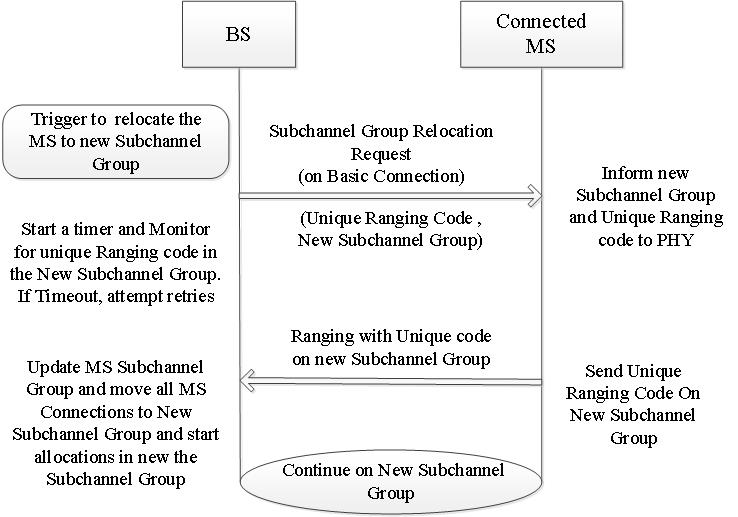 BS
Connected
MS
Trigger to relocate the
MS to new Subchannel
Group
Subchannel Group Relocation
Request
(on Basic Connection)
(Unique Ranging Code ,
New Subchannel Group)
Inform new
Subchannel Group
and Unique Ranging
code to PHY
Start a timer and Monitor
for unique Ranging code in
the New Subchannel Group.
If Timeout, attempt retries
Ranging with Unique code
on new Subchannel Group
Send Unique
Ranging Code On
New Subchannel
Group
Update MS Subchannel
Group and move all MS
Connections to New
Subchannel Group and start
allocations in new the
Subchannel Group
Continue on New Subchannel
Group